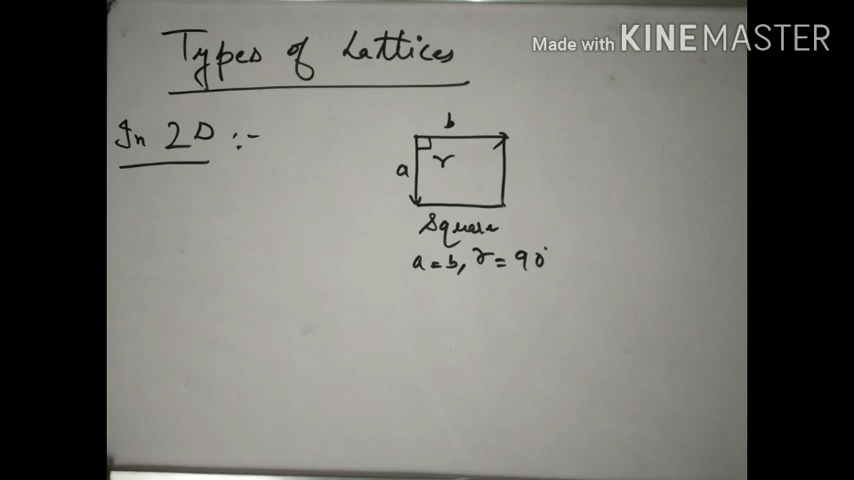 Types of Lattices
Made with KINEMASTER
In 2D :-
b
a
γ
Square
a = b, γ = 90°